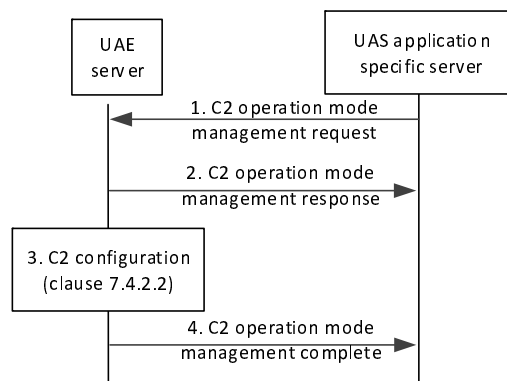 UAE
server
UAS application
specific server
1. C2 operation mode
management request
2. C2 operation mode
management response
3. C2 configuration
(clause 7.4.2.2)
4. C2 operation mode
management complete